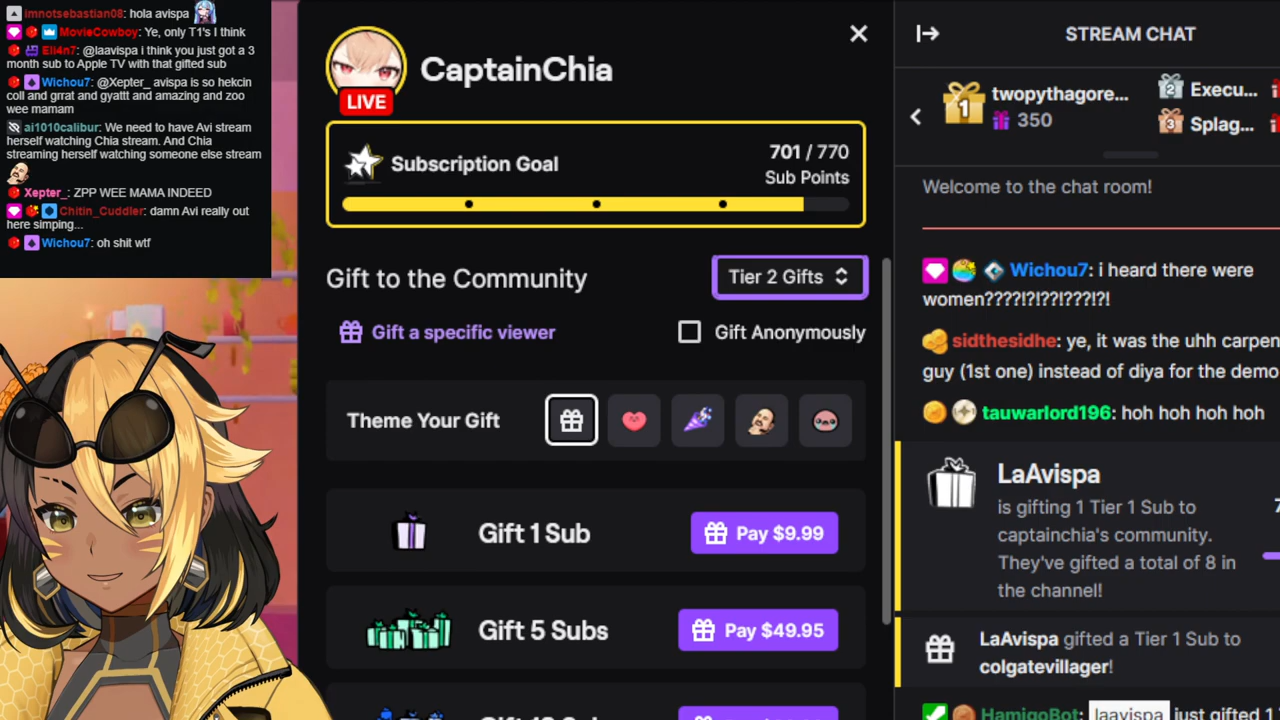 imnotsebastian08: hola avispa
MovieCowboy: Ye, only T1's I think
Eli4n7: @laavispa i think you just got a 3
month sub to Apple TV with that gifted sub
Wichou7: @Xepter_ avispa is so hekcin
coll and grrat and gyattt and amazing and zoo
wee mamam
ai1010calibur: We need to have Avi stream
herself watching Chia stream. And Chia
streaming herself watching someone else stream
Xepter_: ZPP WEE MAMA INDEED
Chitin_Cuddler: damn Avi really out
here simping...
Wichou7: oh shit wtf
CaptainChia
LIVE
Subscription Goal
701 / 770
Sub Points
Gift to the Community
Tier 2 Gifts
Gift a specific viewer
Gift Anonymously
Theme Your Gift
Gift 1 Sub
Pay $9.99
Gift 5 Subs
Pay $49.95
STREAM CHAT
1
twopythagore...
350
2
Execu...
3
Splag...
Welcome to the chat room!
Wichou7: i heard there were
women????!?!??!???!?!
sidthesidhe: ye, it was the uhh carpen
guy (1st one) instead of diya for the demo
tauwarlord196: hoh hoh hoh hoh
LaAvispa
is gifting 1 Tier 1 Sub to
captainchia's community.
They've gifted a total of 8 in
the channel!
LaAvispa gifted a Tier 1 Sub to
colgatevillager!
HamigoBot: laavispa just gifted 1